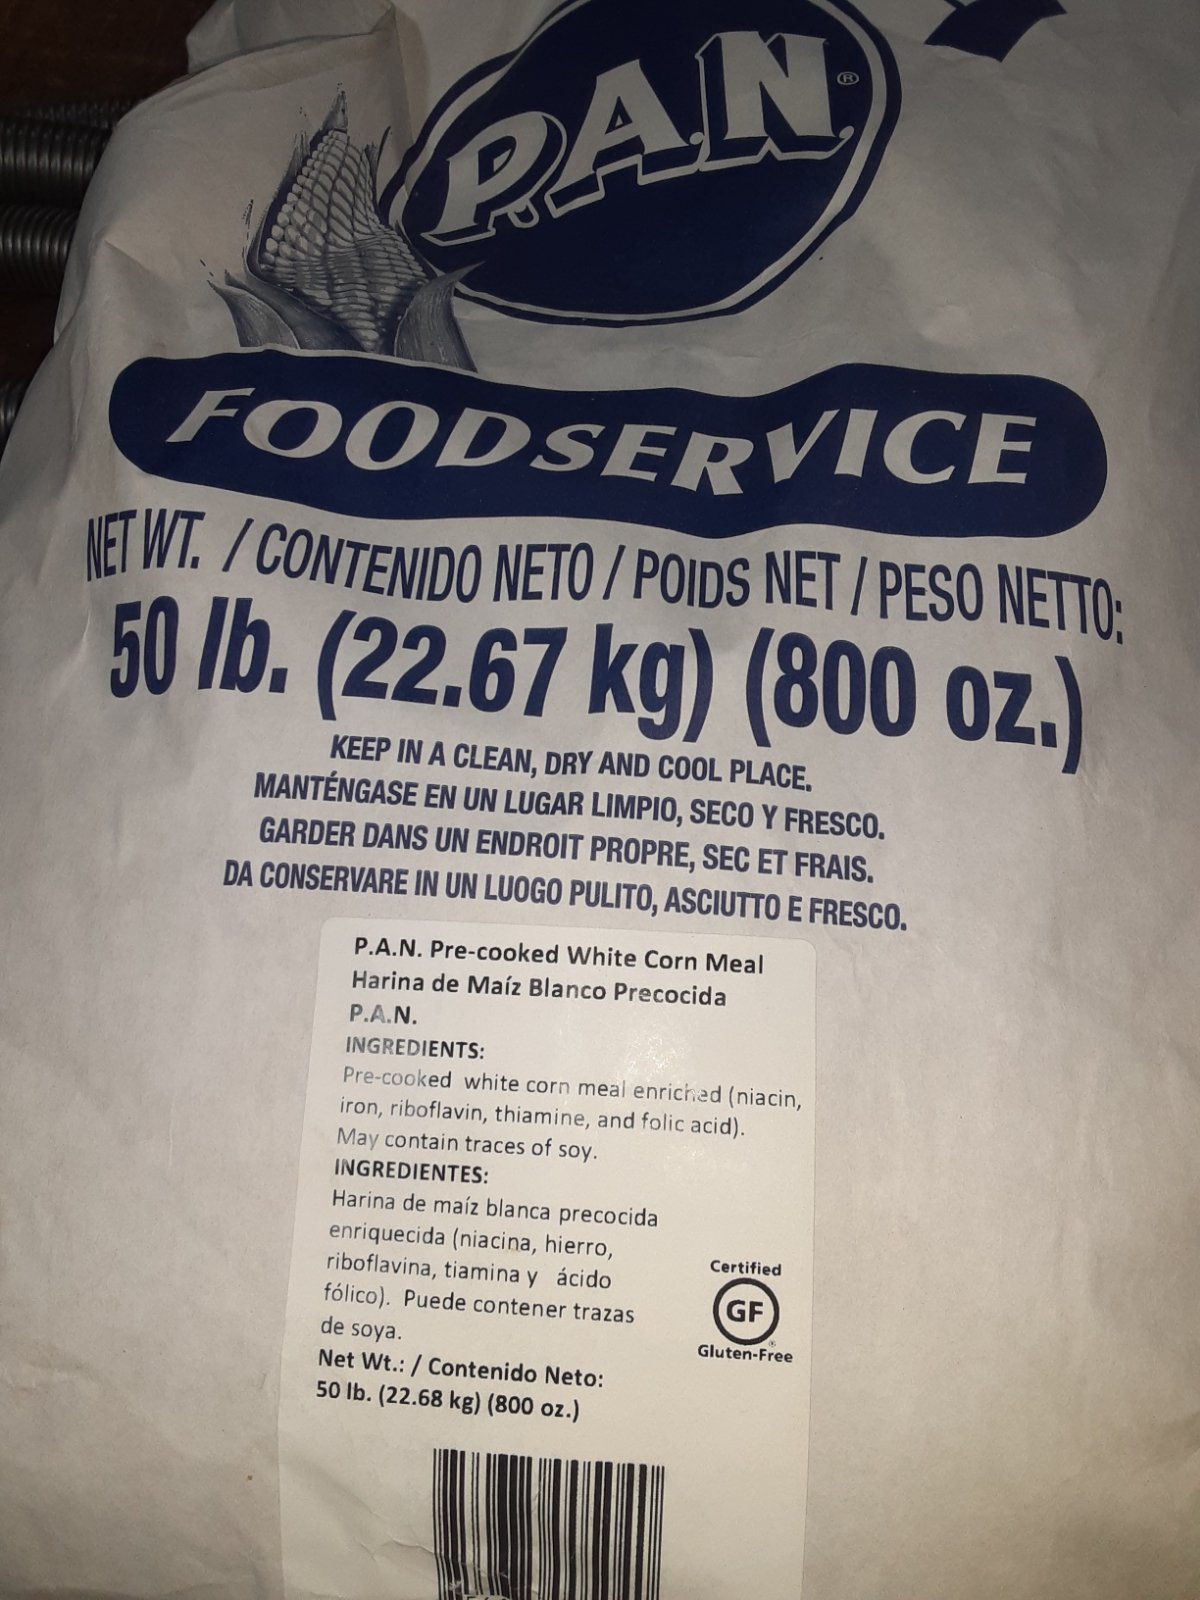 P.A.N.®
FOODSERVICE
NET WT. / CONTENIDO NETO / POIDS NET / PESO NETTO:
50 lb. (22.67 kg) (800 oz.)
KEEP IN A CLEAN, DRY AND COOL PLACE.
MANTÉNGASE EN UN LUGAR LIMPIO, SECO Y FRESCO.
GARDER DANS UN ENDROIT PROPRE, SEC ET FRAIS.
DA CONSERVARE IN UN LUOGO PULITO, ASCIUTTO E FRESCO.
P.A.N. Pre-cooked White Corn Meal
Harina de Maíz Blanco Precocida
P.A.N.
INGREDIENTS:
Pre-cooked white corn meal enriched (niacin,
iron, riboflavin, thiamine, and folic acid).
May contain traces of soy.
INGREDIENTES:
Harina de maíz blanca precocida
enriquecida (niacina, hierro,
riboflavina, tiamina y ácido
fólico). Puede contener trazas
de soya.
Net Wt.: / Contenido Neto:
50 lb. (22.68 kg) (800 oz.)
Certified
GF
®
Gluten-Free